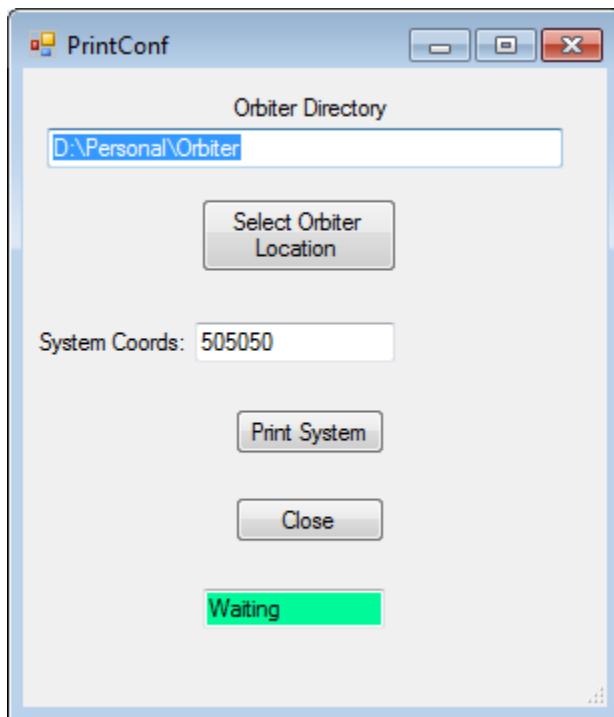 PrintConf
Orbiter Directory
D:\Personal\Orbiter
Select Orbiter
Location
System Coords: 505050
Print System
Close
Waiting